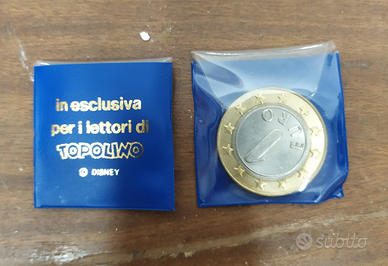 in esclusiva
per i lettori di
TOPOLINO
© DISNEY
1 EURO
subito